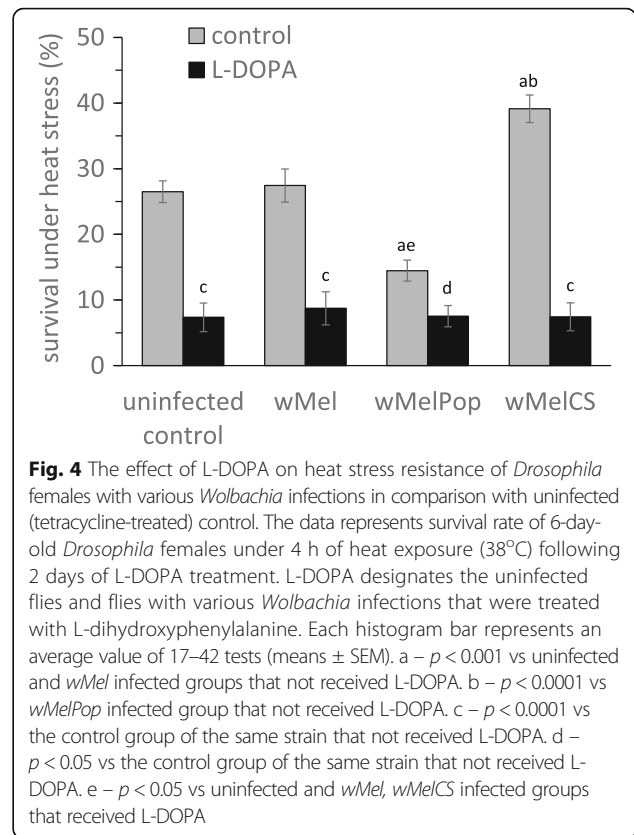 50
40
30
20
10
0
survival under heat stress (%)
control
L-DOPA
c
c
ae
d
ab
c
uninfected
control
wMel
wMelPop
wMelCS
Fig. 4 The effect of L-DOPA on heat stress resistance of Drosophila
females with various Wolbachia infections in comparison with uninfected
(tetracycline-treated) control. The data represents survival rate of 6-day-
old Drosophila females under 4 h of heat exposure (38°C) following
2 days of L-DOPA treatment. L-DOPA designates the uninfected
flies and flies with various Wolbachia infections that were treated
with L-dihydroxyphenylalanine. Each histogram bar represents an
average value of 17–42 tests (means ± SEM). a – p < 0.001 vs uninfected
and wMel infected groups that not received L-DOPA. b – p < 0.0001 vs
wMelPop infected group that not received L-DOPA. c – p < 0.0001 vs
the control group of the same strain that not received L-DOPA. d –
p < 0.05 vs the control group of the same strain that not received L-
DOPA. e – p < 0.05 vs uninfected and wMel, wMelCS infected groups
that received L-DOPA